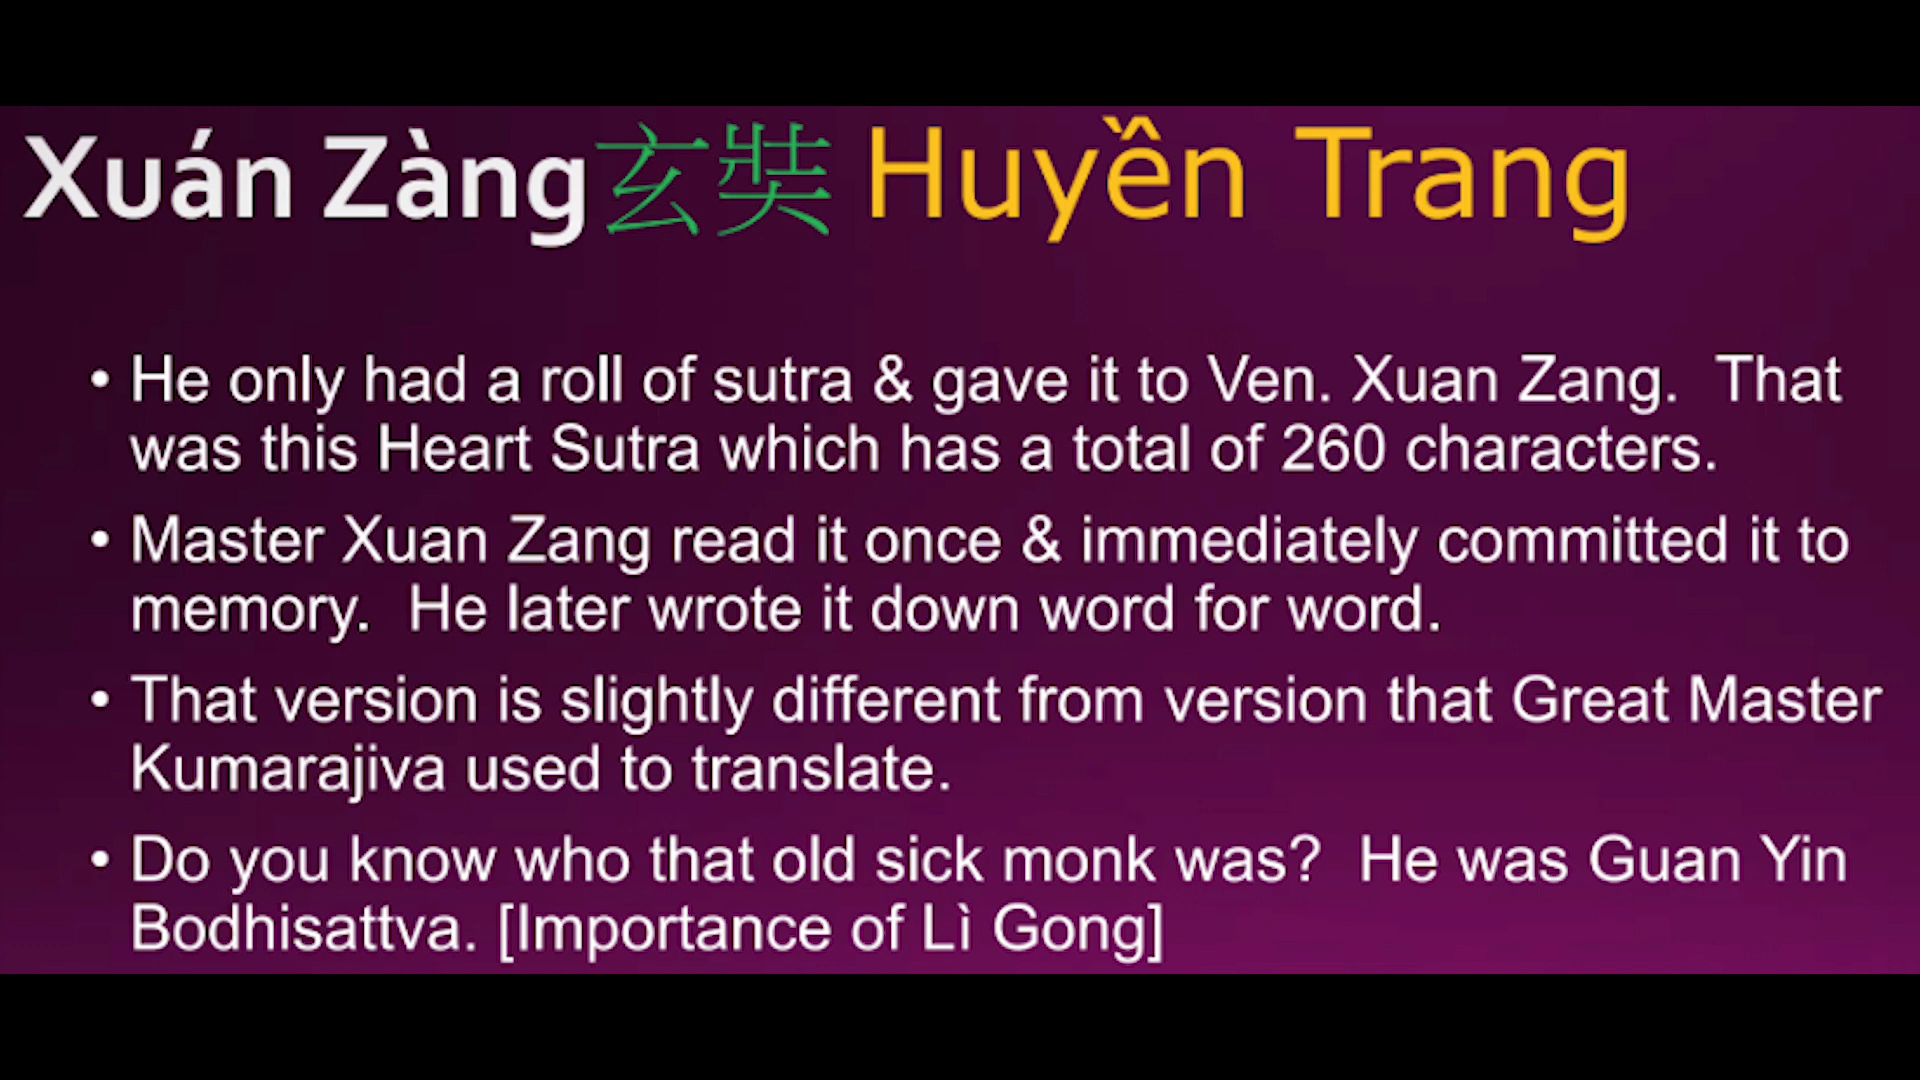 Xuán Zàng玄奘 Huyền Trang
• He only had a roll of sutra & gave it to Ven. Xuan Zang.  That
was this Heart Sutra which has a total of 260 characters.
• Master Xuan Zang read it once & immediately committed it to
memory.  He later wrote it down word for word.
• That version is slightly different from version that Great Master
Kumarajiva used to translate.
• Do you know who that old sick monk was?  He was Guan Yin
Bodhisattva. [Importance of Lì Gong]